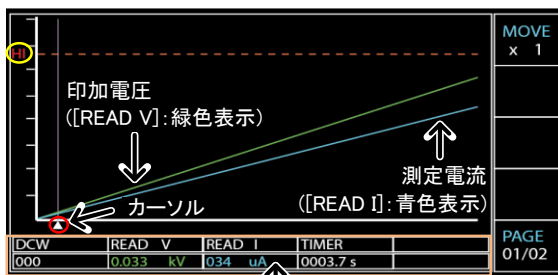 MOVE
x 1
HI
印加電圧
([READ V]:緑色表示)
測定電流
([READ I]:青色表示)
カーソル
DCW READ V READ I TIMER
000 0.033 kV 034 uA 0003.7 s
PAGE
01/02